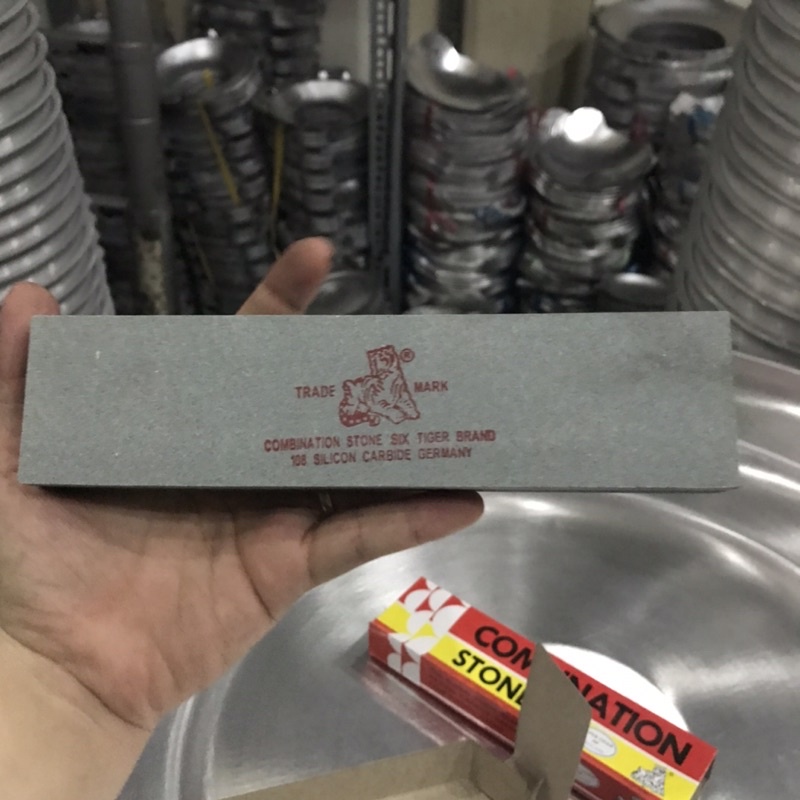 TRADE MARK ®
COMBINATION STONE SIX TIGER BRAND
108 SILICON CARBIDE GERMANY
COMBINATION
STONE